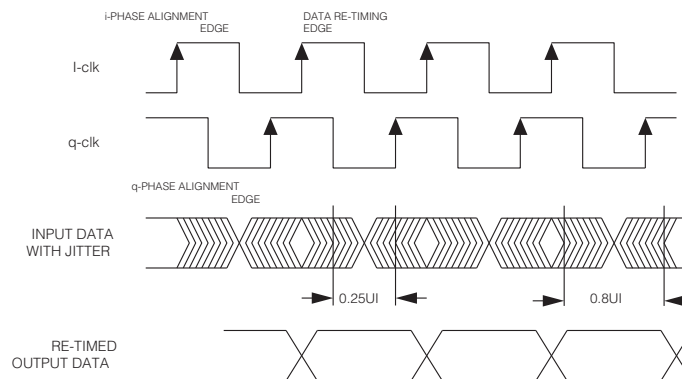 i-PHASE ALIGNMENT
EDGE
DATA RE-TIMING
EDGE
I-clk
q-clk
q-PHASE ALIGNMENT
EDGE
INPUT DATA
WITH JITTER
0.25UI
0.8UI
RE-TIMED
OUTPUT DATA